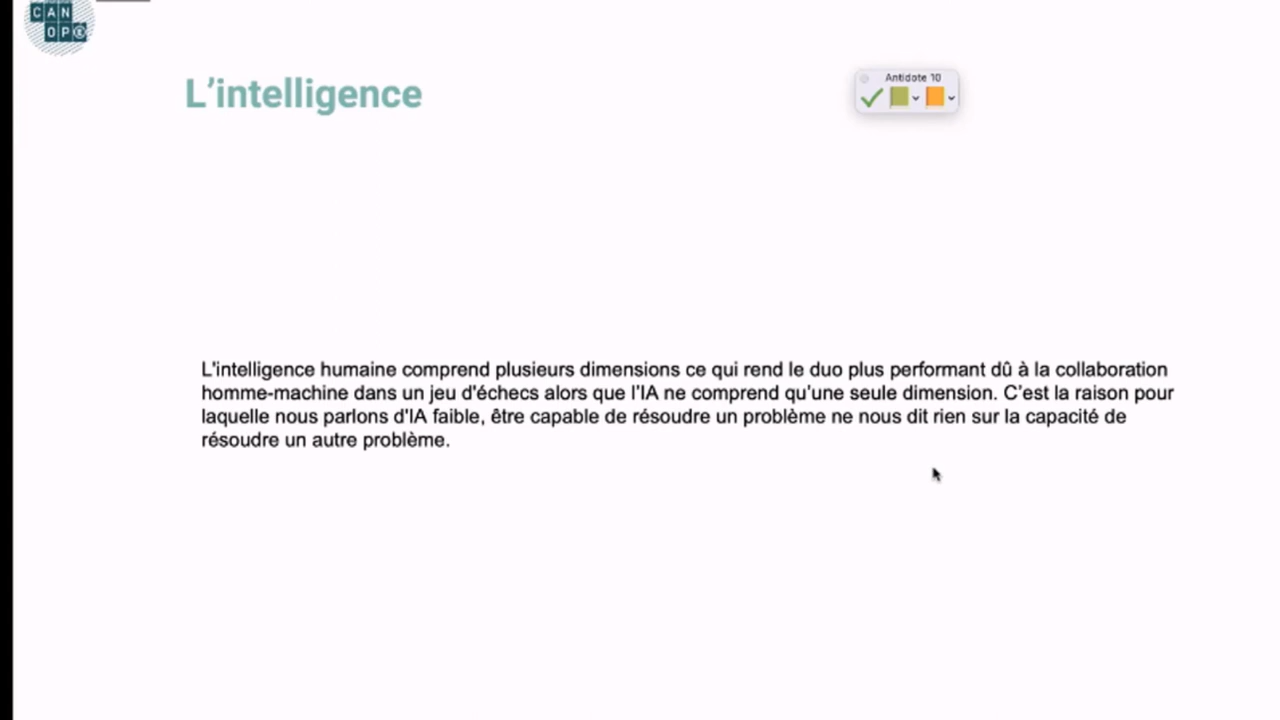 CAN
OPÉ
L’intelligence
Antidote 10
L'intelligence humaine comprend plusieurs dimensions ce qui rend le duo plus performant dû à la collaboration
homme-machine dans un jeu d'échecs alors que l’IA ne comprend qu’une seule dimension. C’est la raison pour
laquelle nous parlons d'IA faible, être capable de résoudre un problème ne nous dit rien sur la capacité de
résoudre un autre problème.